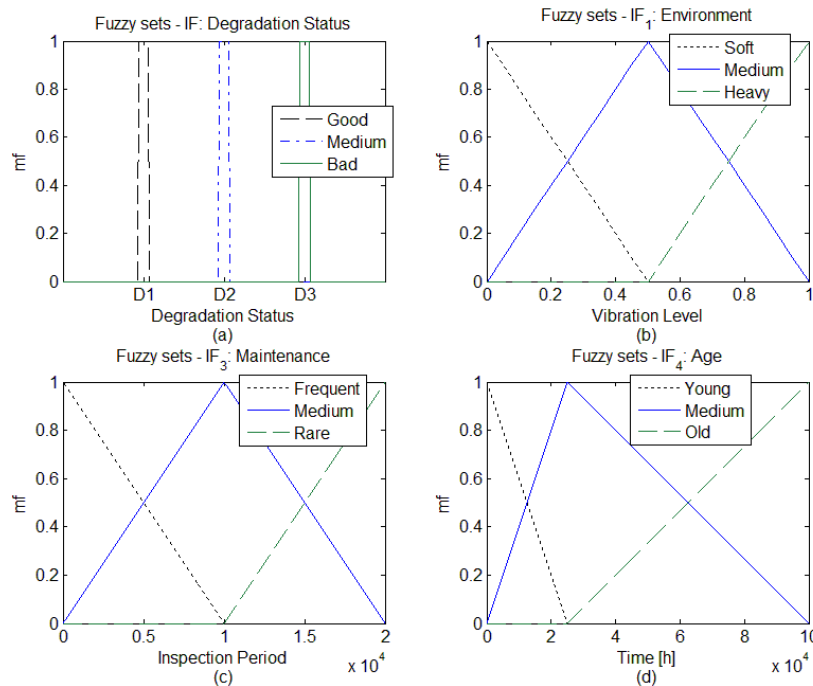 Fuzzy sets - IF: Degradation Status
mf
1
0.8
0.6
0.4
0.2
0
Good
Medium
Bad
D1 D2 D3
Degradation Status
(a)
Fuzzy sets - IF1: Environment
mf
1
0.8
0.6
0.4
0.2
0
Soft
Medium
Heavy
0 0.2 0.4 0.6 0.8 1
Vibration Level
(b)
Fuzzy sets - IF3: Maintenance
mf
1
0.8
0.6
0.4
0.2
0
Frequent
Medium
Rare
0 0.5 1 0 1.5 2
Inspection Period
x 10^4
(c)
Fuzzy sets - IF4: Age
mf
1
0.8
0.6
0.4
0.2
0
Young
Medium
Old
0 2 4 6 8 10
Time [h]
x 10^4
(d)